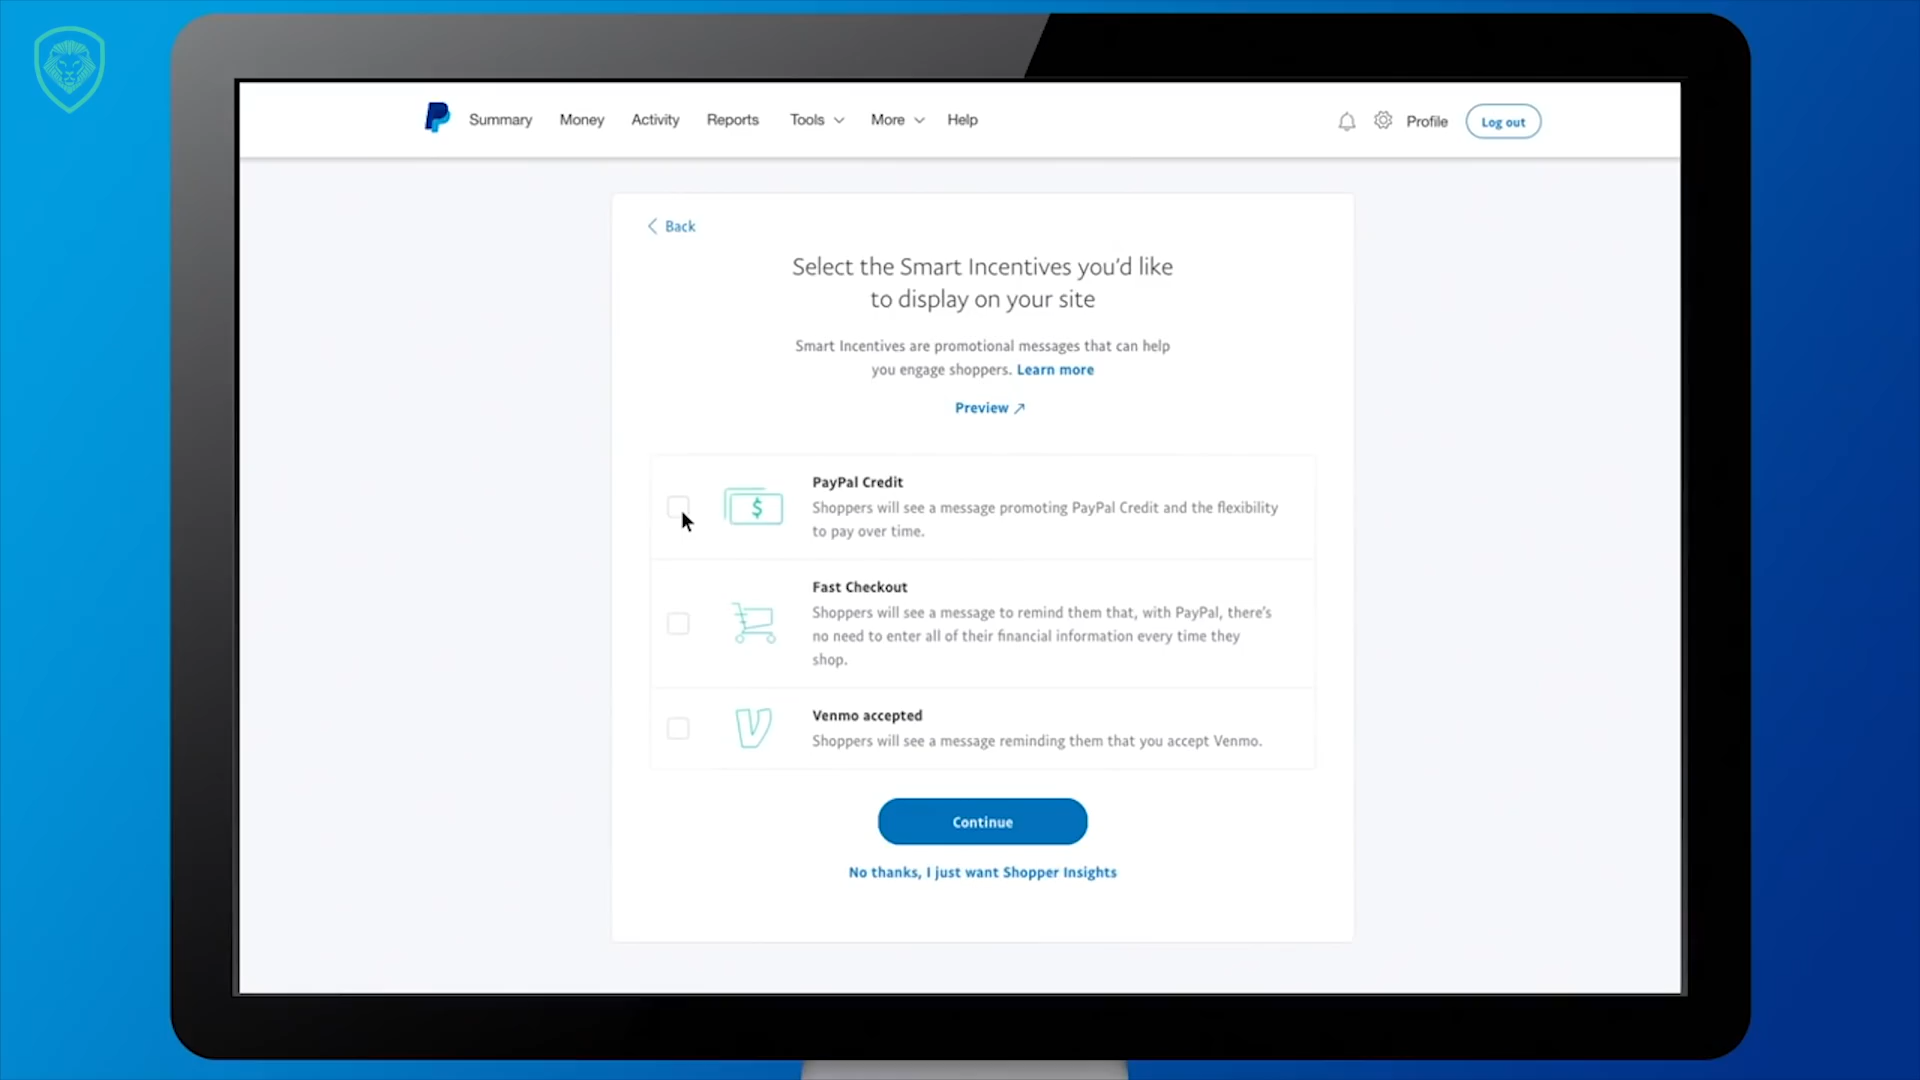 Summary Money Activity Reports Tools More Help Profile Log out
Back
Select the Smart Incentives you'd like
to display on your site
Smart Incentives are promotional messages that can help
you engage shoppers. Learn more
Preview
PayPal Credit
Shoppers will see a message promoting PayPal Credit and the flexibility
to pay over time.
Fast Checkout
Shoppers will see a message to remind them that, with PayPal, there's
no need to enter all of their financial information every time they
shop.
Venmo accepted
Shoppers will see a message reminding them that you accept Venmo.
Continue
No thanks, I just want Shopper Insights